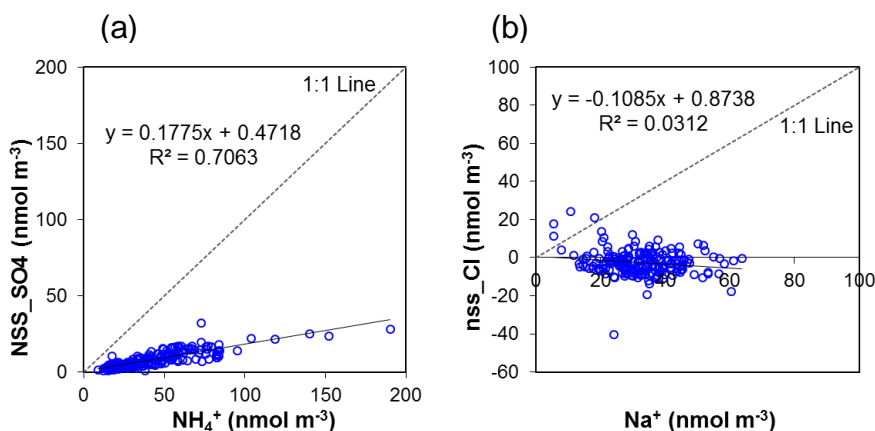 (a)
200
150
100
50
0
NSS_SO4 (nmol m⁻³)
1:1 Line
y = 0.1775x + 0.4718
R² = 0.7063
0 50 100 150 200
NH₄⁺ (nmol m⁻³)
(b)
100
80
60
40
20
0
-20
-40
-60
nss_Cl (nmol m⁻³)
y = -0.1085x + 0.8738
R² = 0.0312
1:1 Line
0 20 40 60 80 100
Na⁺ (nmol m⁻³)